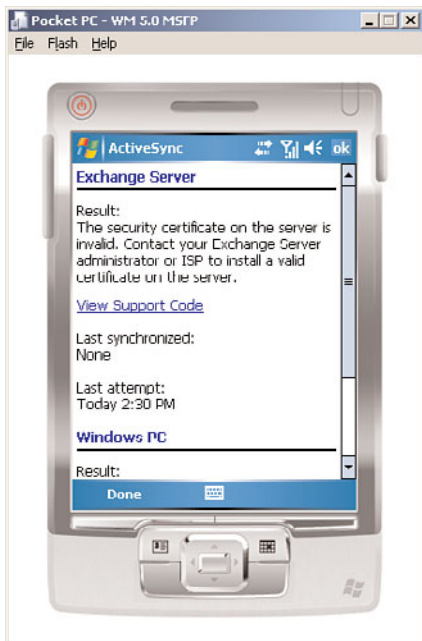 Pocket PC - WM 5.0 MSFP
File Flash Help
ActiveSync
ok
Exchange Server
Result:
The security certificate on the server is
invalid. Contact your Exchange Server
administrator or ISP to install a valid
certificate on the server.
View Support Code
Last synchronized:
None
Last attempt:
Today 2:30 PM
Windows PC
Result:
Done